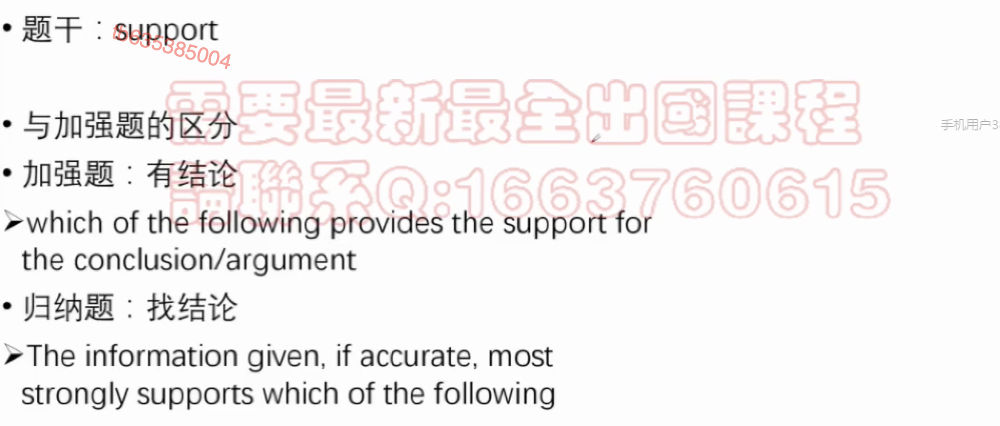 • 题干：support
tb635385004
需要最新最全出國課程
• 与加强题的区分
手机用户3
• 加强题：有结论
請聯系Q:1663760615
➢which of the following provides the support for
the conclusion/argument
• 归纳题：找结论
➢The information given, if accurate, most
strongly supports which of the following